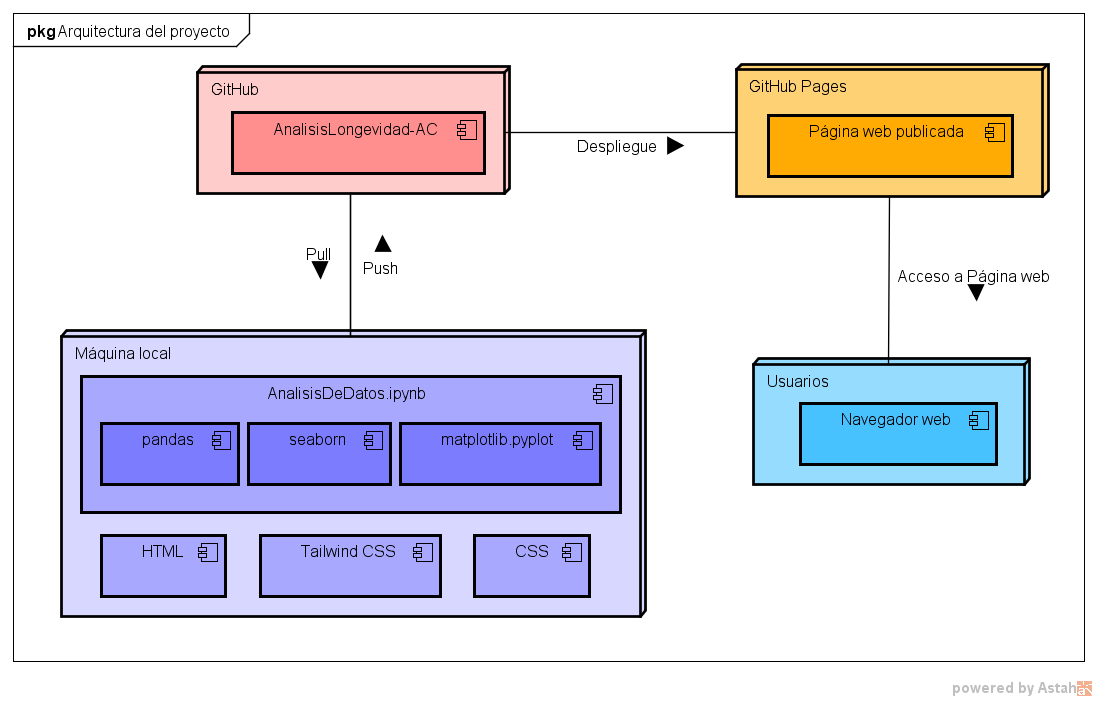 pkg Arquitectura del proyecto
GitHub
AnalisisLongevidad-AC
Despliegue
GitHub Pages
Página web publicada
Pull
Push
Acceso a Página web
Máquina local
AnalisisDeDatos.ipynb
pandas
seaborn
matplotlib.pyplot
HTML
Tailwind CSS
CSS
Usuarios
Navegador web
powered by Astah